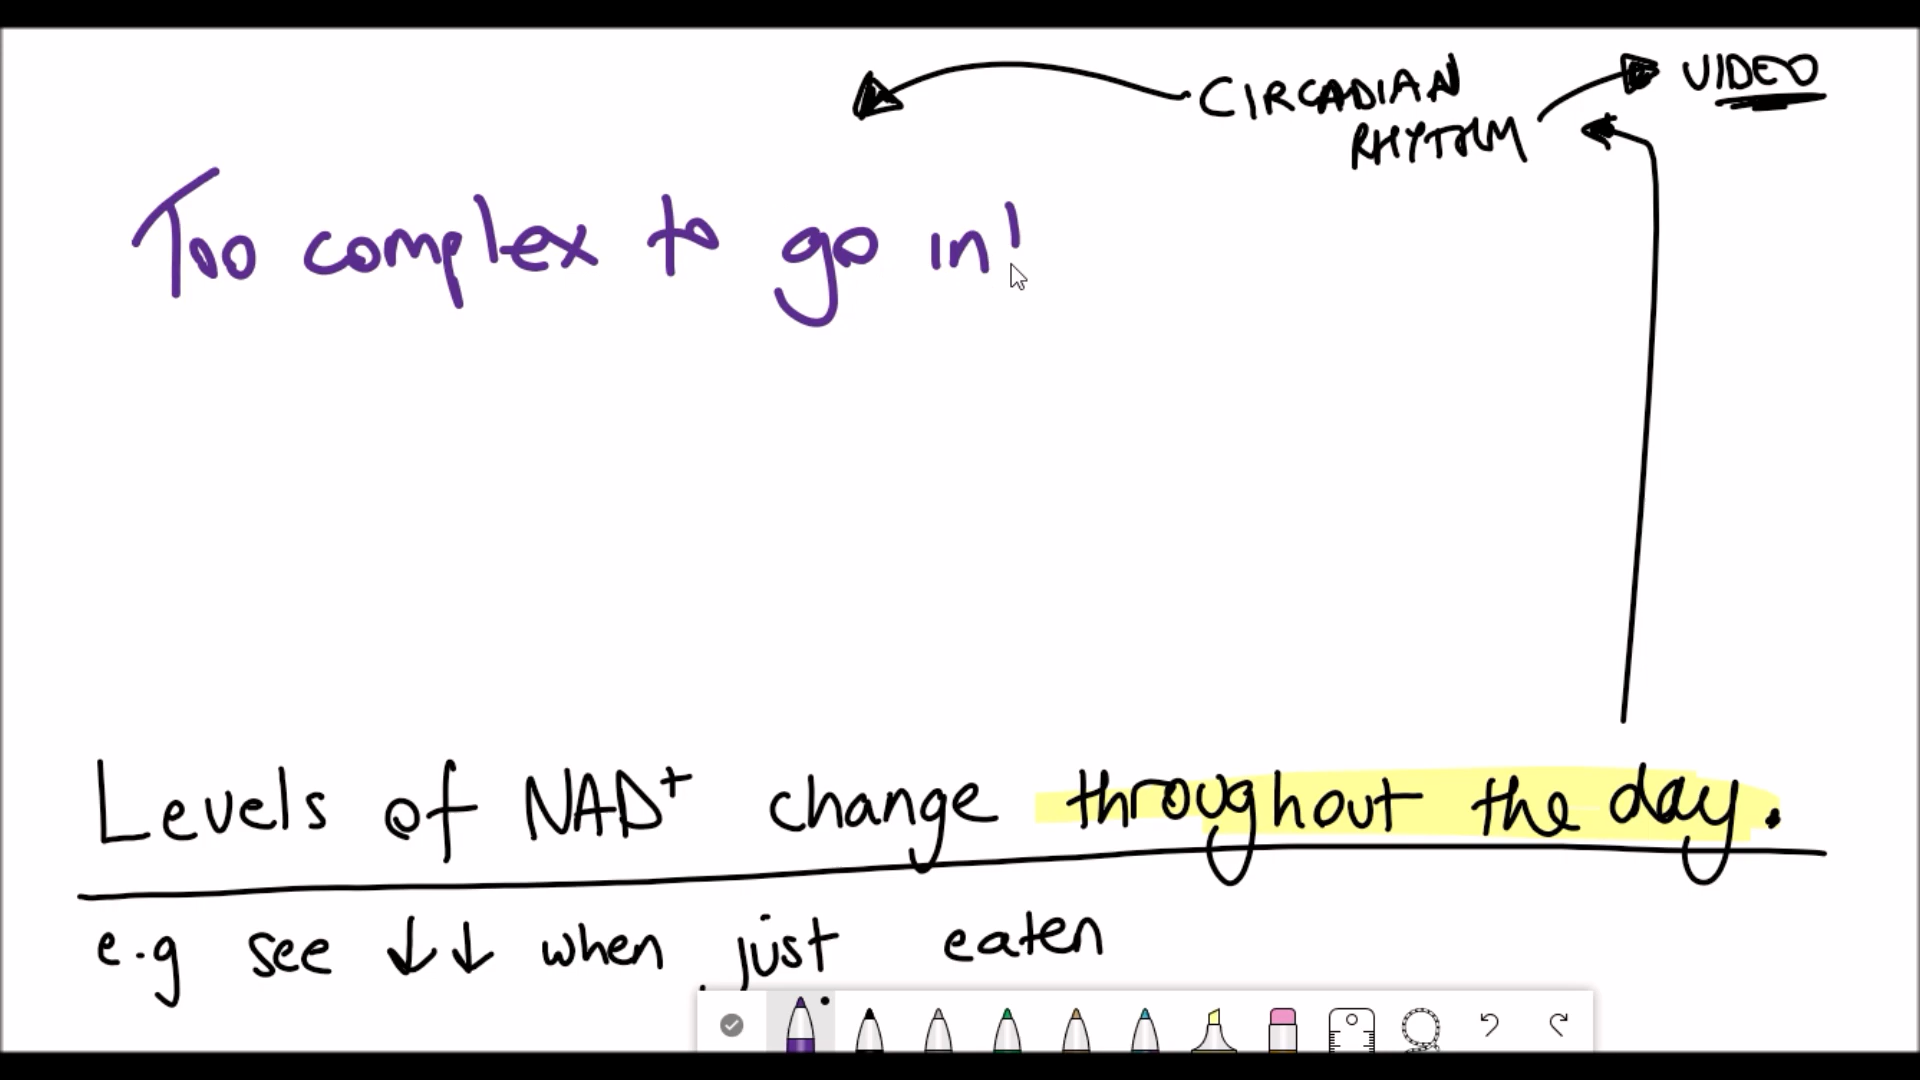 CIRCADIAN
RHYTHM
VIDEO
Too complex to go in!
Levels of NAD+ change throughout the day.
e.g see ↓↓ when just eaten